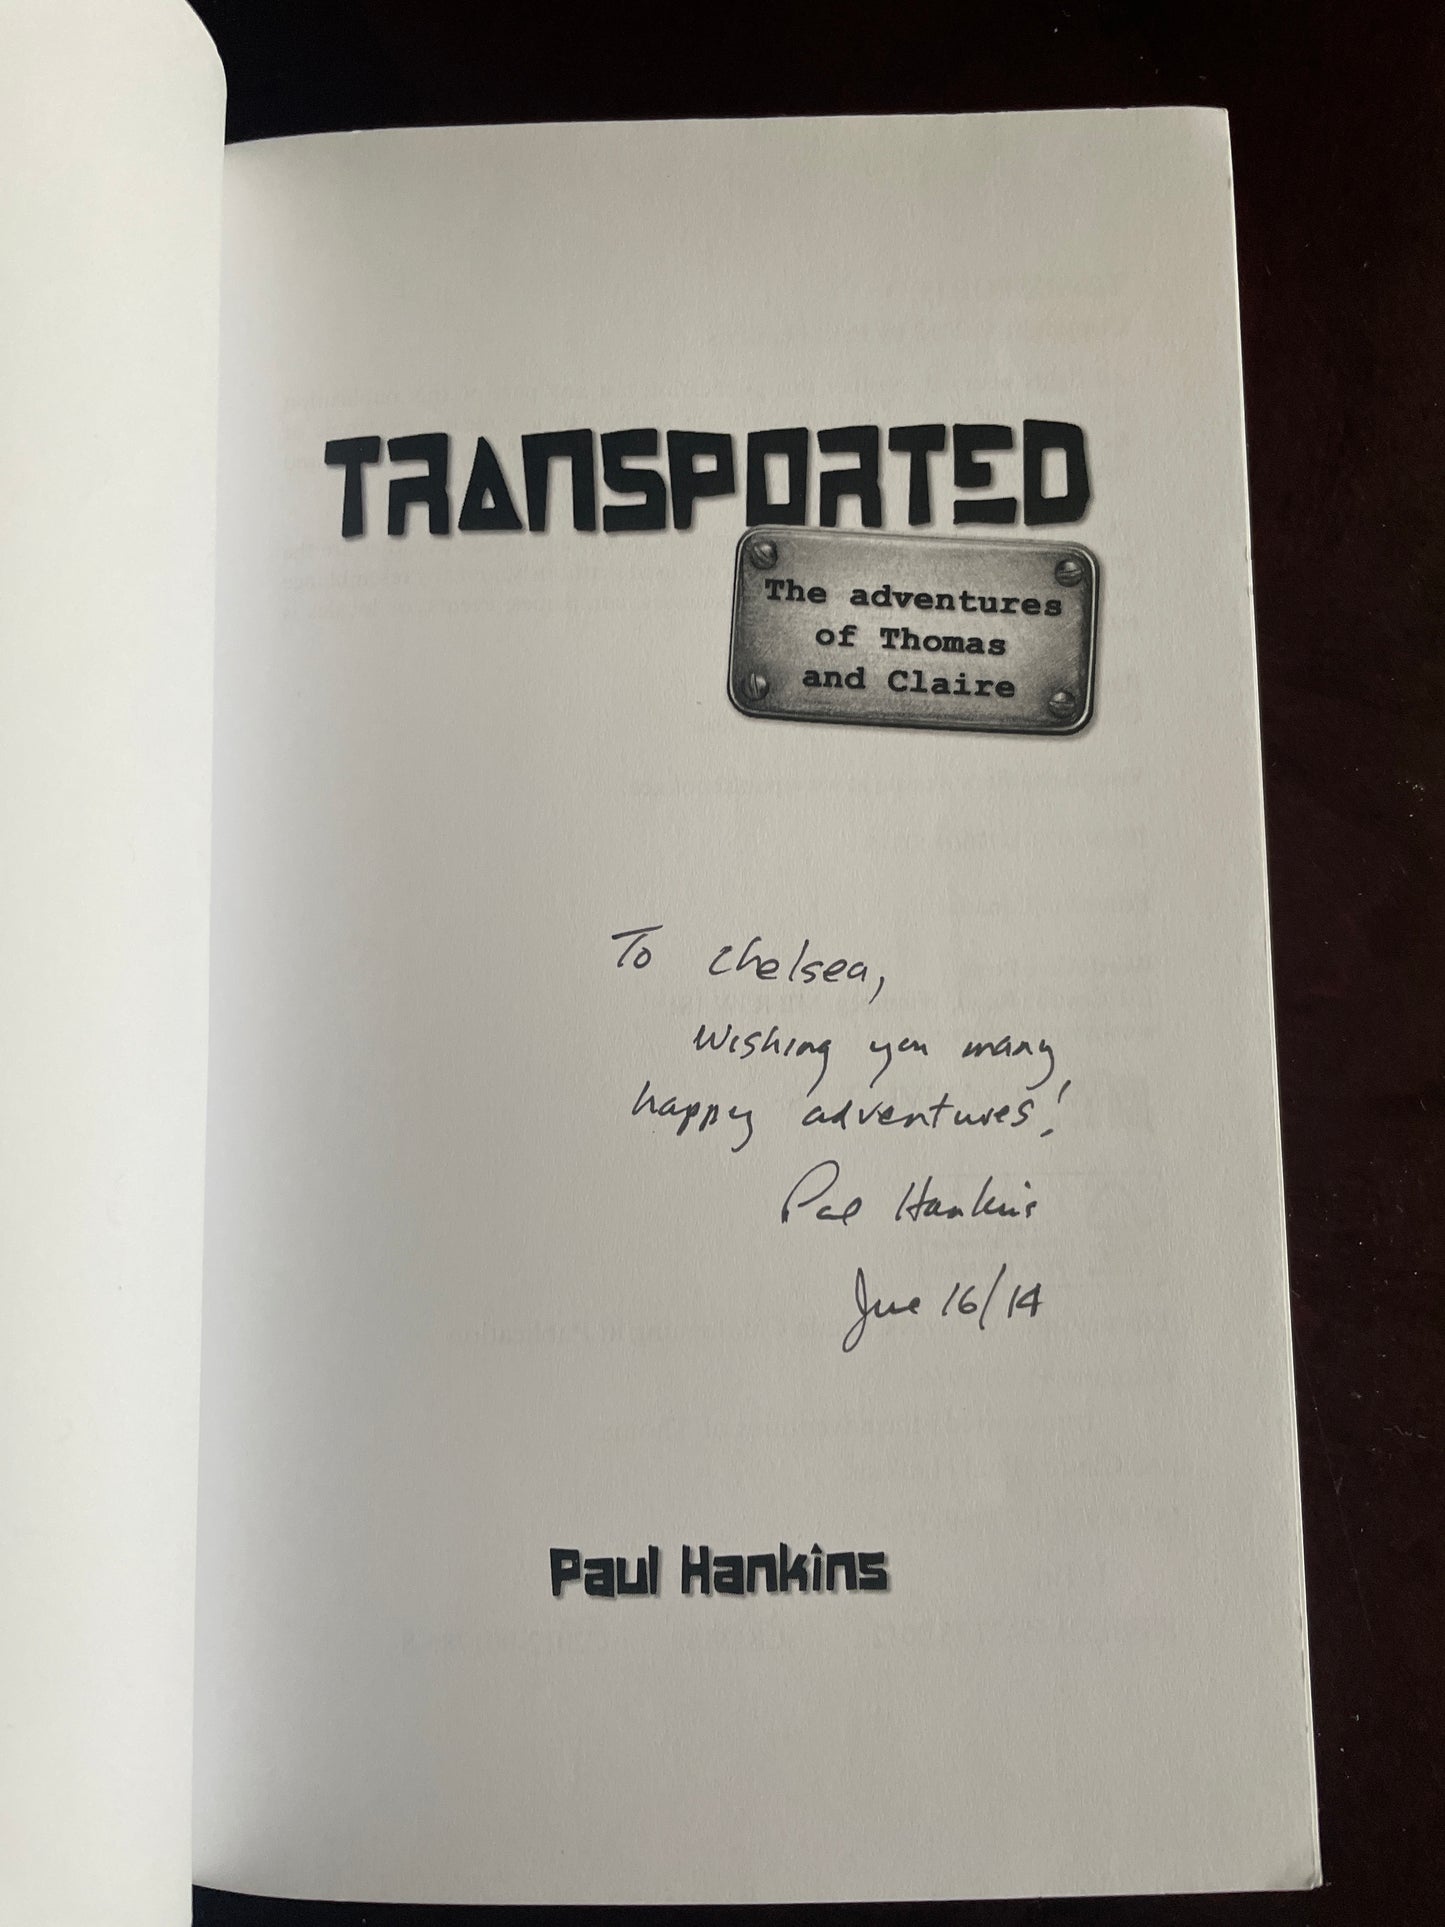 TRANSPORTED
The adventures
of Thomas
and Claire
To Chelsea,
Wishing you many
happy adventures!
Paul Hankins
June 16/14
Paul Hankins